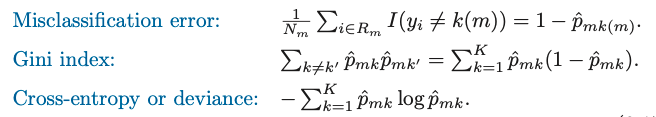 Misclassification error: $\frac{1}{N_m} \sum_{i \in R_m} I(y_i \neq k(m)) = 1 - \hat{p}_{mk(m)}.$
Gini index: $\sum_{k \neq k'} \hat{p}_{mk} \hat{p}_{mk'} = \sum_{k=1}^{K} \hat{p}_{mk}(1 - \hat{p}_{mk}).$
Cross-entropy or deviance: $-\sum_{k=1}^{K} \hat{p}_{mk} \log \hat{p}_{mk}.$